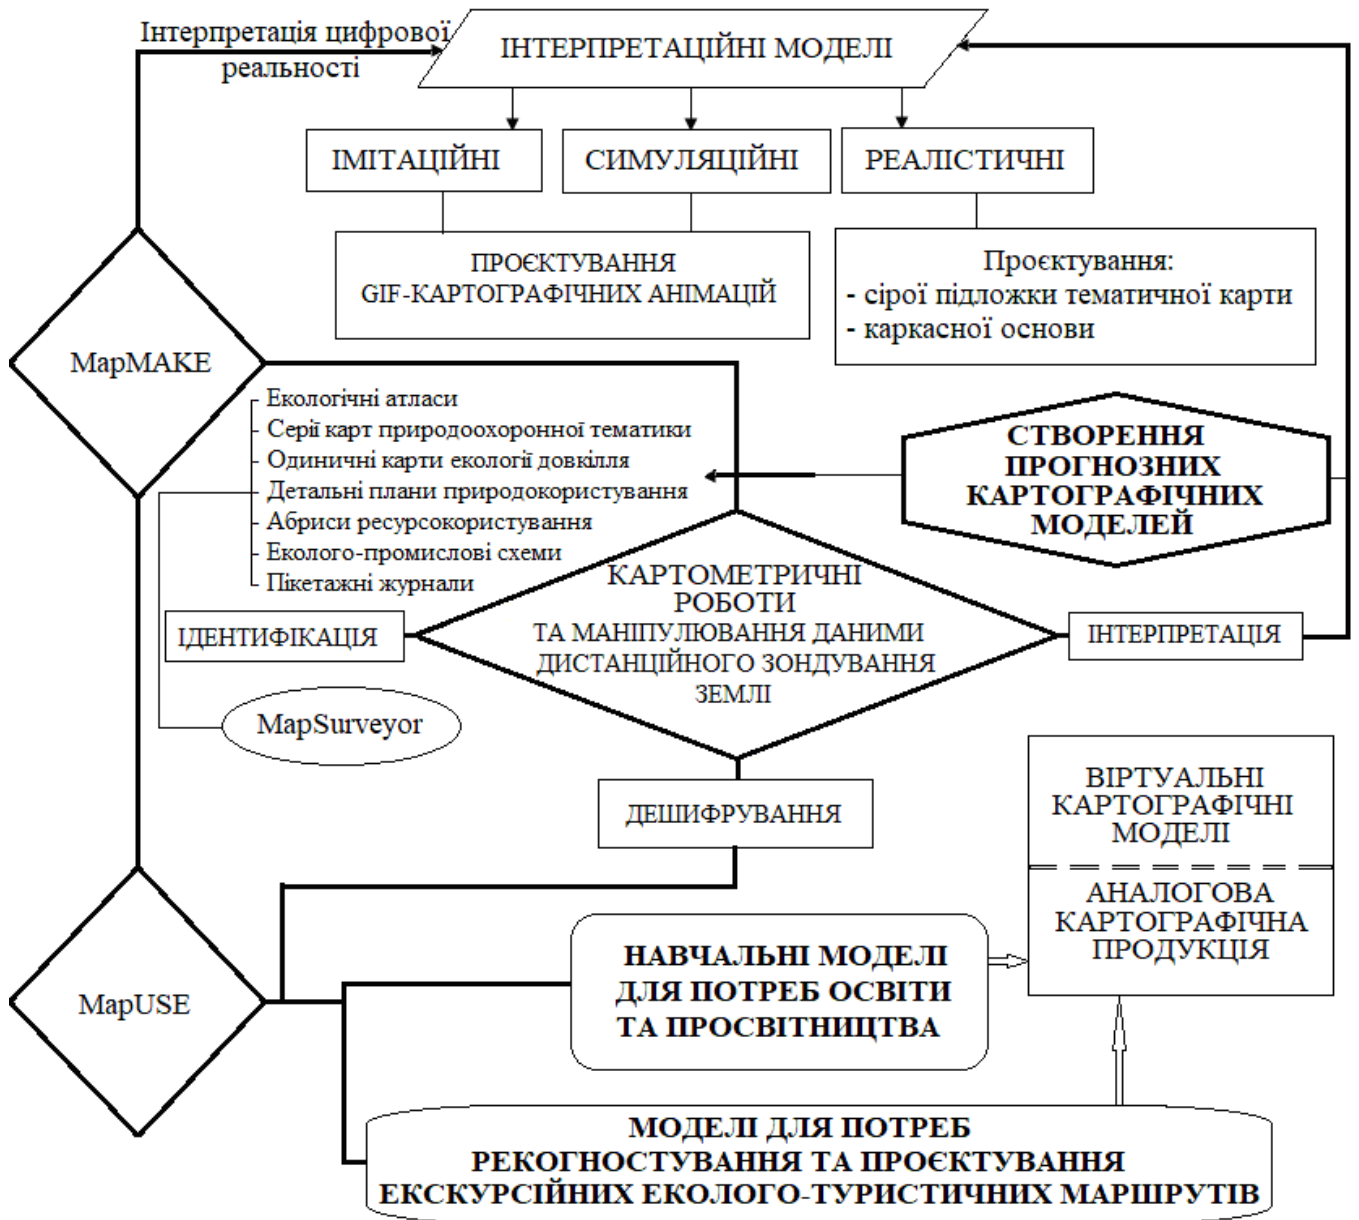 Інтерпретація цифрової
реальності
ІНТЕРПРЕТАЦІЙНІ МОДЕЛІ
ІМІТАЦІЙНІ
СИМУЛЯЦІЙНІ
РЕАЛІСТИЧНІ
ПРОЄКТУВАННЯ
GIF-КАРТОГРАФІЧНИХ АНІМАЦІЙ
Проєктування:
- сірої підложки тематичної карти
- каркасної основи
MapMAKE
Екологічні атласи
Серії карт природоохоронної тематики
Одиничні карти екології довкілля
Детальні плани природокористування
Абриси ресурсокористування
Еколого-промислові схеми
Пікетажні журнали
СТВОРЕННЯ
ПРОГНОЗНИХ
КАРТОГРАФІЧНИХ
МОДЕЛЕЙ
КАРТОМЕТРИЧНІ
РОБОТИ
ТА МАНІПУЛЮВАННЯ ДАНИМИ
ДИСТАНЦІЙНОГО ЗОНДУВАННЯ
ЗЕМЛІ
ІДЕНТИФІКАЦІЯ
ІНТЕРПРЕТАЦІЯ
MapSurveyor
ДЕШИФРУВАННЯ
ВІРТУАЛЬНІ
КАРТОГРАФІЧНІ
МОДЕЛІ
АНАЛОГОВА
КАРТОГРАФІЧНА
ПРОДУКЦІЯ
MapUSE
НАВЧАЛЬНІ МОДЕЛІ
ДЛЯ ПОТРЕБ ОСВІТИ
ТА ПРОСВІТНИЦТВА
МОДЕЛІ ДЛЯ ПОТРЕБ
РЕКОГНОСТУВАННЯ ТА ПРОЄКТУВАННЯ
ЕКСКУРСІЙНИХ ЕКОЛОГО-ТУРИСТИЧНИХ МАРШРУТІВ